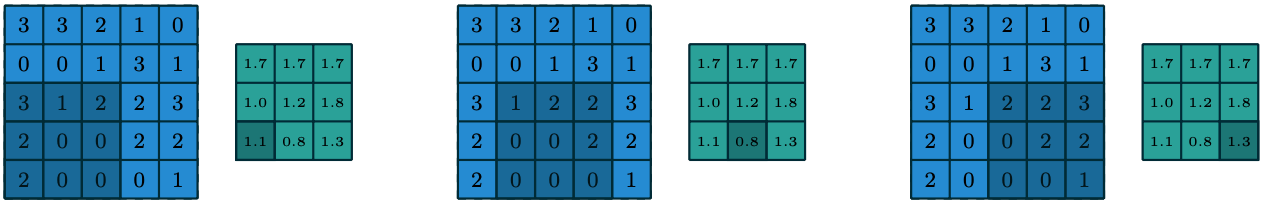 3 3 2 1 0 3 3 2 1 0 3 3 2 1 0
0 0 1 3 1 1.7 1.7 1.7 0 0 1 3 1 1.7 1.7 1.7 0 0 1 3 1 1.7 1.7 1.7
3 1 2 2 3 1.0 1.2 1.8 3 1 2 2 3 1.0 1.2 1.8 3 1 2 2 3 1.0 1.2 1.8
2 0 0 2 2 1.1 0.8 1.3 2 0 0 2 2 1.1 0.8 1.3 2 0 0 2 2 1.1 0.8 1.3
2 0 0 0 1 2 0 0 0 1 2 0 0 0 1